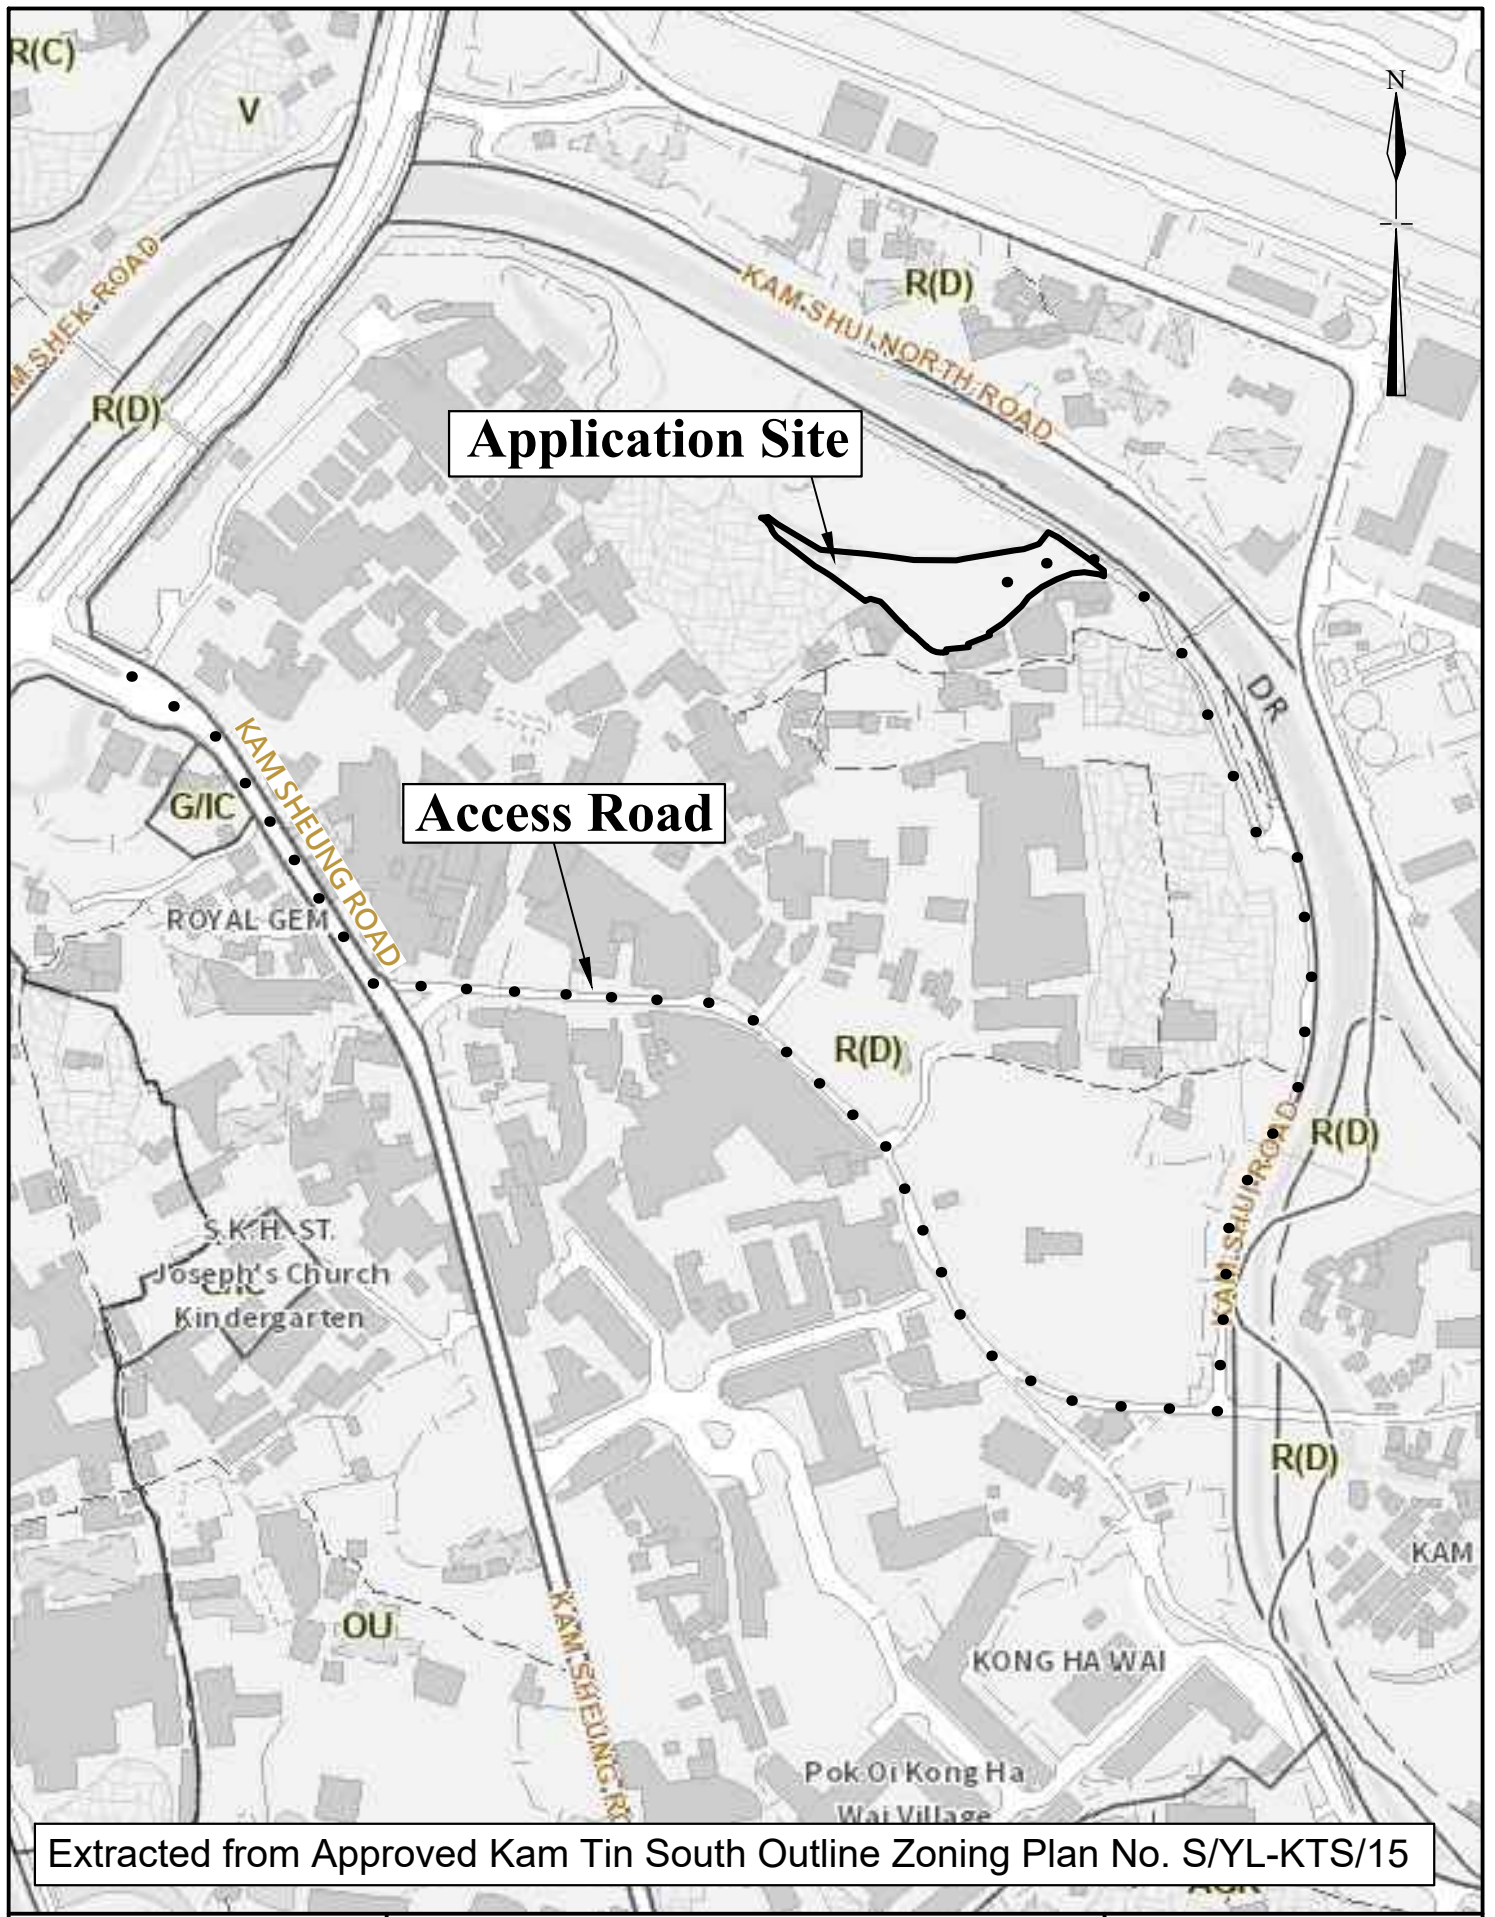 R(C)
V
N
KAM SHUI NORTH ROAD
R(D)
M SHEK ROAD
R(D)
Application Site
DR
KAM SHEUNG ROAD
G/IC
Access Road
ROYAL GEM
R(D)
R(D)
KAM SHUI ROAD
S.K.H. ST.
Joseph's Church
Kindergarten
R(D)
KAM
OU
KAM SHEUNG R
KONG HA WAI
Pok Oi Kong Ha
Wai Village
Extracted from Approved Kam Tin South Outline Zoning Plan No. S/YL-KTS/15